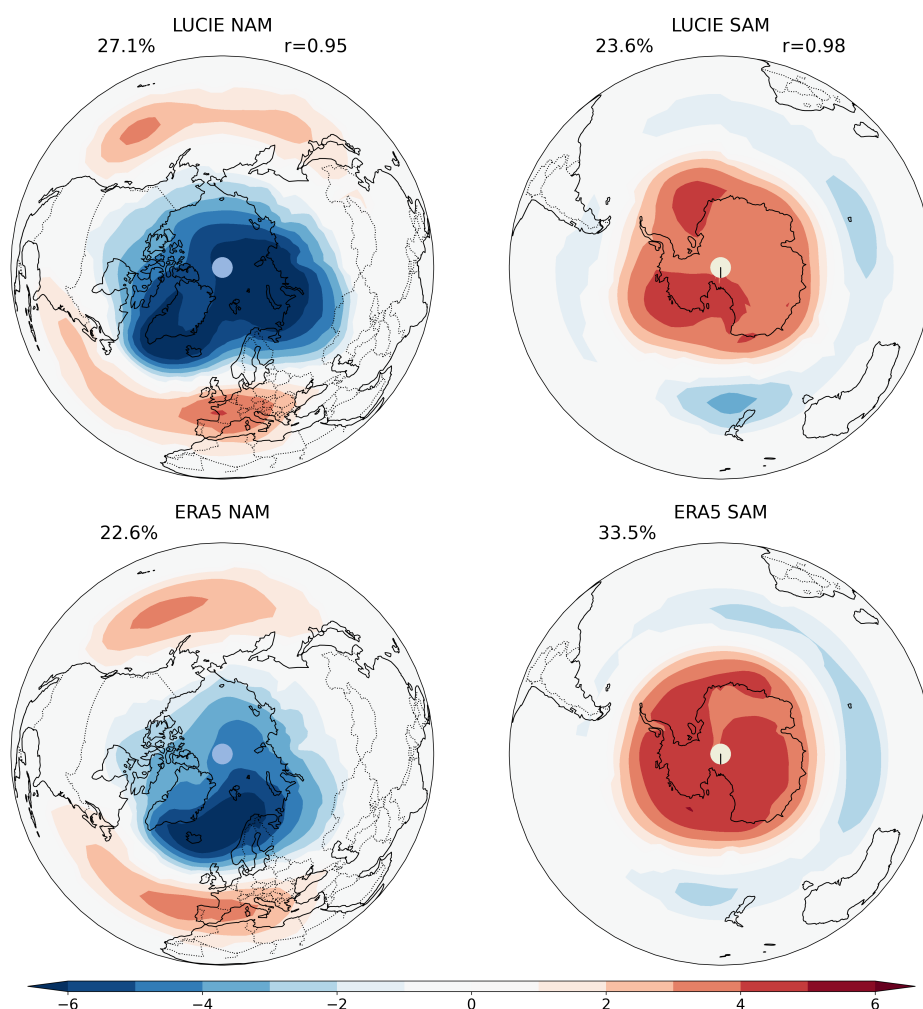 LUCIE NAM
27.1% r=0.95
LUCIE SAM
23.6% r=0.98
ERA5 NAM
22.6%
ERA5 SAM
33.5%
−6 −4 −2 0 2 4 6